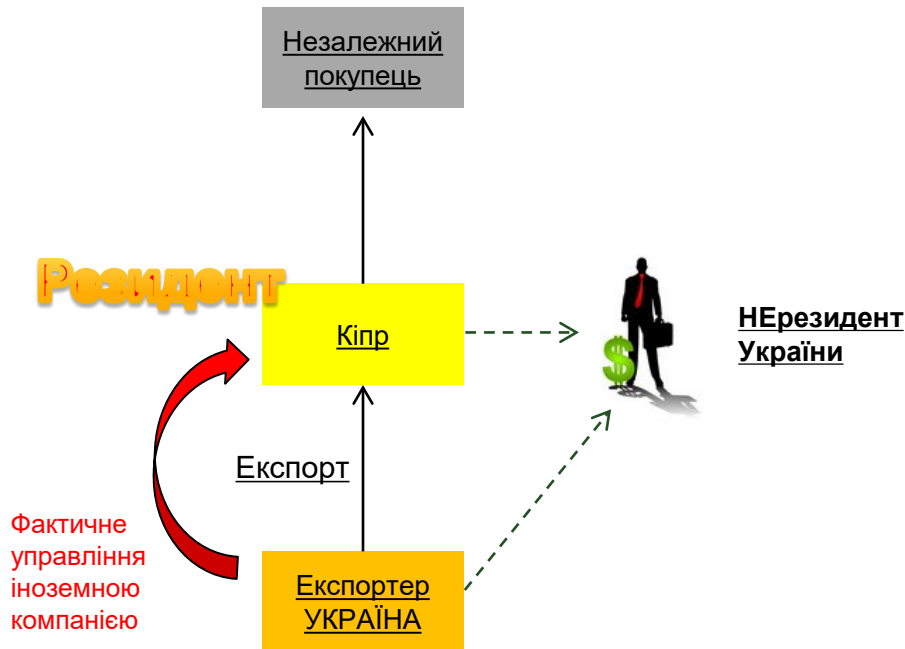 Незалежний
покупець
Резидент
Кіпр
НЕрезидент
України
Експорт
Фактичне
управління
іноземною
компанією
Експортер
УКРАЇНА
$